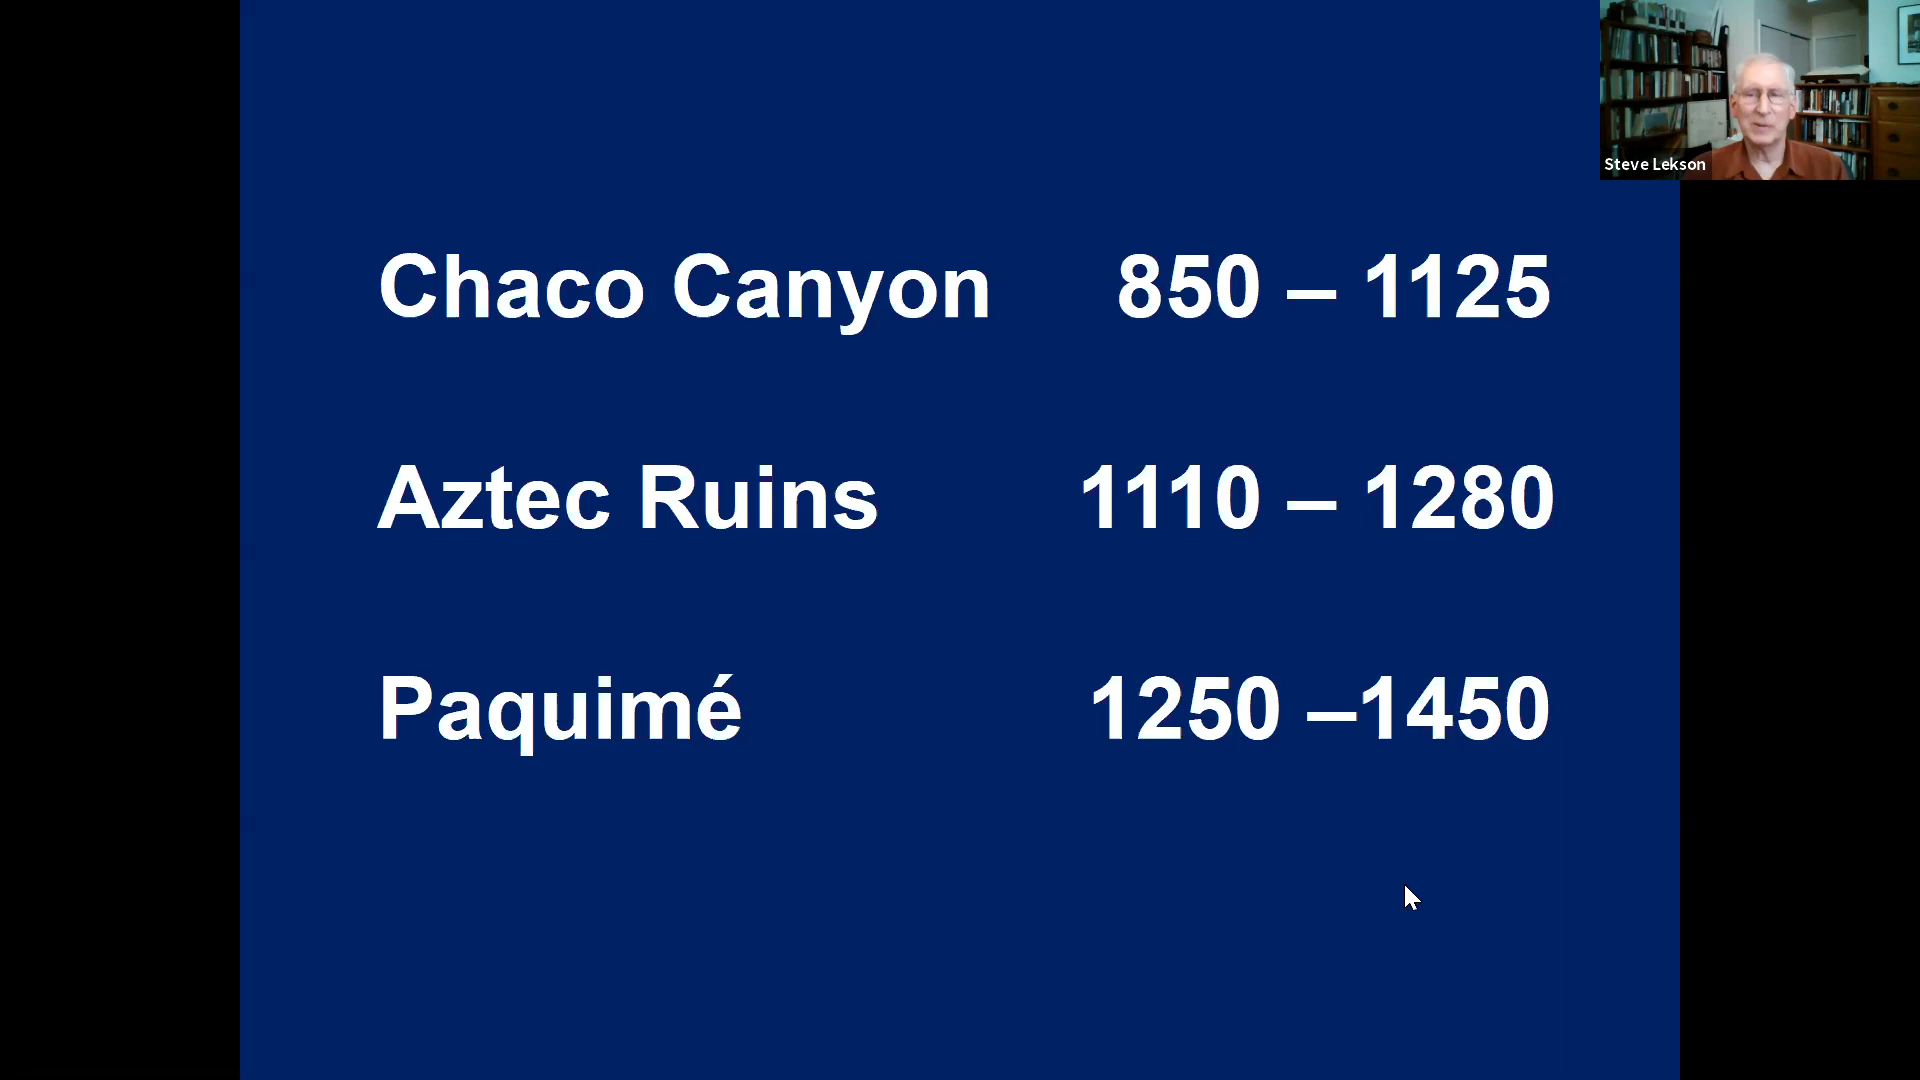 Steve Lekson
Chaco Canyon 850 – 1125
Aztec Ruins 1110 – 1280
Paquimé 1250 –1450